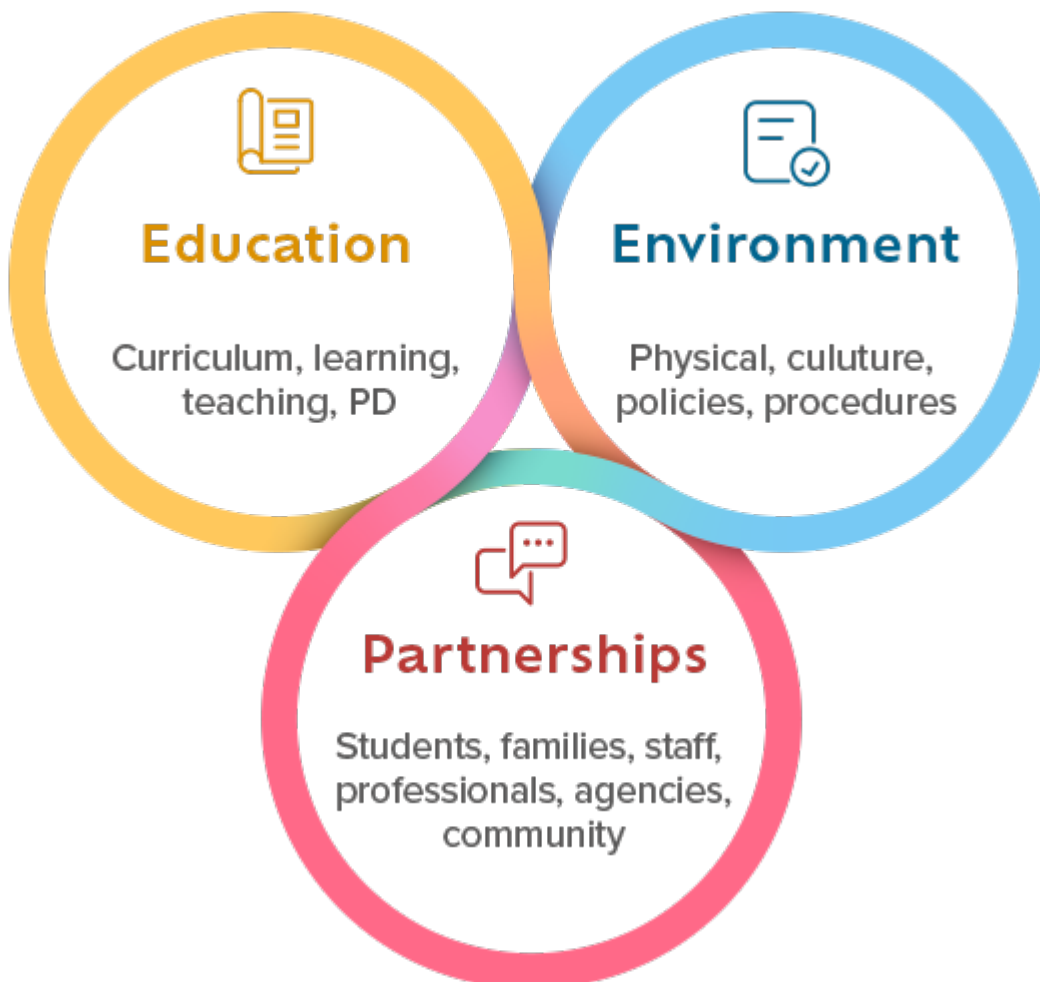 Education
Curriculum, learning,
teaching, PD
Environment
Physical, culuture,
policies, procedures
Partnerships
Students, families, staff,
professionals, agencies,
community